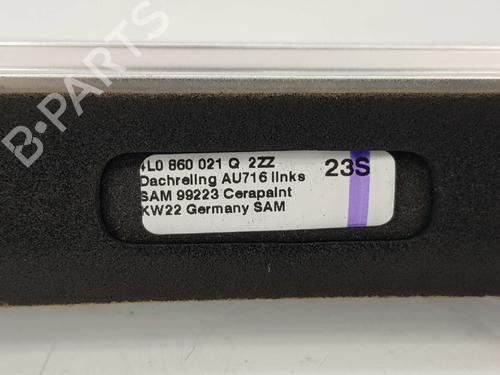 4L0 860 021 Q 2ZZ
23S
Dachreling AU716 links
SAM 99223 Cerapaint
KW22 Germany SAM
B-PARTS